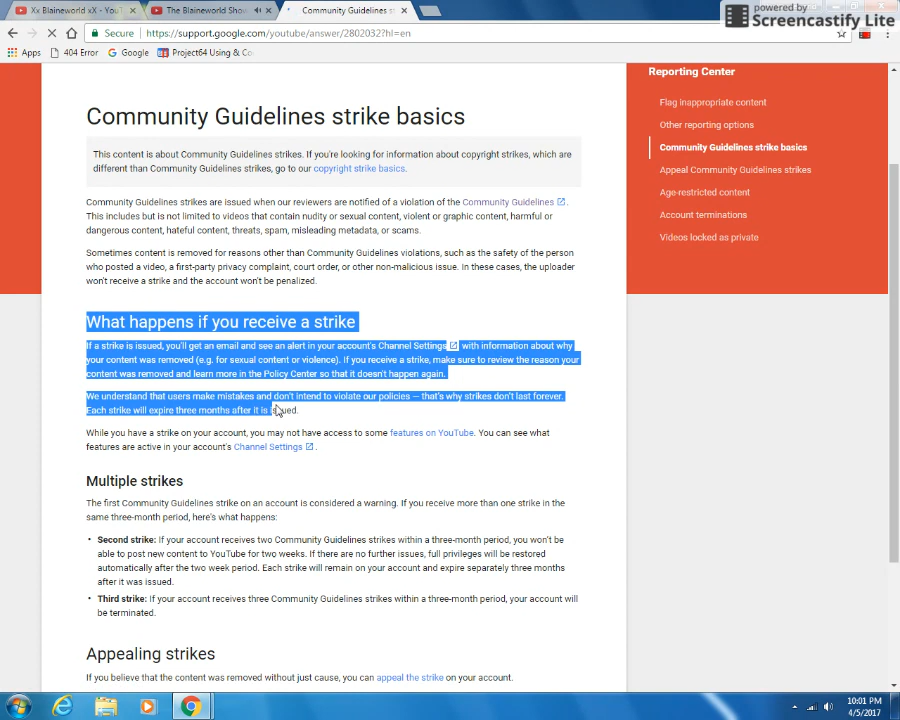 Xx Blaineworld xX - YouT
The Blaineworld Show
Community Guidelines s
powered by
Screencastify Lite
Secure
https://support.google.com/youtube/answer/2802032?hl=en
Apps
404 Error
Google
Project64 Using & Co
Reporting Center
Flag inappropriate content
Other reporting options
Community Guidelines strike basics
Appeal Community Guidelines strikes
Age-restricted content
Account terminations
Videos locked as private
Community Guidelines strike basics
This content is about Community Guidelines strikes. If you're looking for information about copyright strikes, which are
different than Community Guidelines strikes, go to our copyright strike basics.
Community Guidelines strikes are issued when our reviewers are notified of a violation of the Community Guidelines .
This includes but is not limited to videos that contain nudity or sexual content, violent or graphic content, harmful or
dangerous content, hateful content, threats, spam, misleading metadata, or scams.
Sometimes content is removed for reasons other than Community Guidelines violations, such as the safety of the person
who posted a video, a first-party privacy complaint, court order, or other non-malicious issue. In these cases, the uploader
won't receive a strike and the account won't be penalized.
What happens if you receive a strike
If a strike is issued, you'll get an email and see an alert in your account's Channel Settings with information about why
your content was removed (e.g. for sexual content or violence). If you receive a strike, make sure to review the reason your
content was removed and learn more in the Policy Center so that it doesn't happen again.
We understand that users make mistakes and don't intend to violate our policies — that's why strikes don't last forever.
Each strike will expire three months after it is issued.
While you have a strike on your account, you may not have access to some features on YouTube. You can see what
features are active in your account's Channel Settings .
Multiple strikes
The first Community Guidelines strike on an account is considered a warning. If you receive more than one strike in the
same three-month period, here's what happens:
• Second strike: If your account receives two Community Guidelines strikes within a three-month period, you won't be
able to post new content to YouTube for two weeks. If there are no further issues, full privileges will be restored
automatically after the two week period. Each strike will remain on your account and expire separately three months
after it was issued.
• Third strike: If your account receives three Community Guidelines strikes within a three-month period, your account will
be terminated.
Appealing strikes
If you believe that the content was removed without just cause, you can appeal the strike on your account.
10:01 PM
4/5/2017